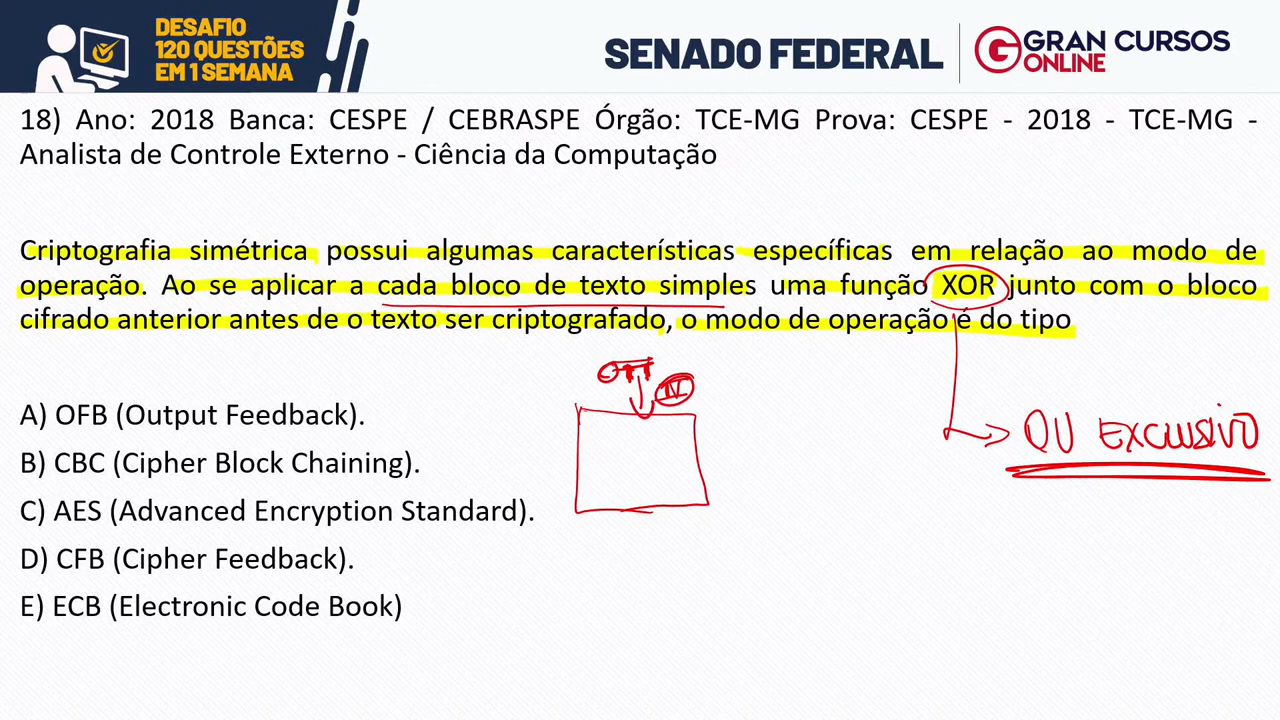 DESAFIO
120 QUESTÕES
EM 1 SEMANA
SENADO FEDERAL
GRAN CURSOS
ONLINE
18) Ano: 2018 Banca: CESPE / CEBRASPE Órgão: TCE-MG Prova: CESPE - 2018 - TCE-MG -
Analista de Controle Externo - Ciência da Computação
Criptografia simétrica possui algumas características específicas em relação ao modo de
operação. Ao se aplicar a cada bloco de texto simples uma função XOR junto com o bloco
cifrado anterior antes de o texto ser criptografado, o modo de operação é do tipo
IV
A) OFB (Output Feedback).
OU EXCLUSIVO
B) CBC (Cipher Block Chaining).
C) AES (Advanced Encryption Standard).
D) CFB (Cipher Feedback).
E) ECB (Electronic Code Book)